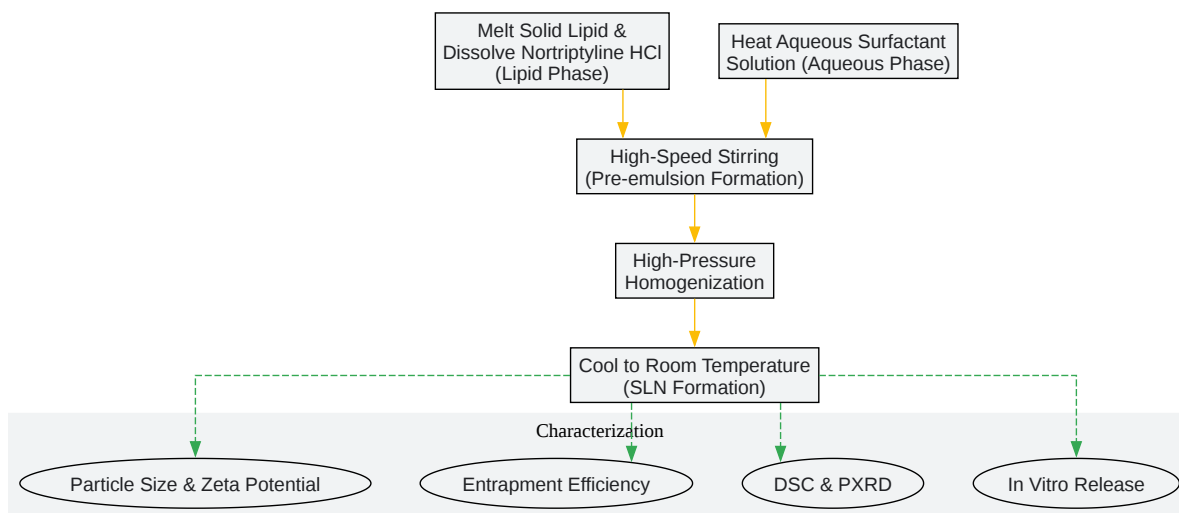 Melt Solid Lipid &
Dissolve Nortriptyline HCl
(Lipid Phase)
Heat Aqueous Surfactant
Solution (Aqueous Phase)
High-Speed Stirring
(Pre-emulsion Formation)
High-Pressure
Homogenization
Cool to Room Temperature
(SLN Formation)
Characterization
Particle Size & Zeta Potential
Entrapment Efficiency
DSC & PXRD
In Vitro Release